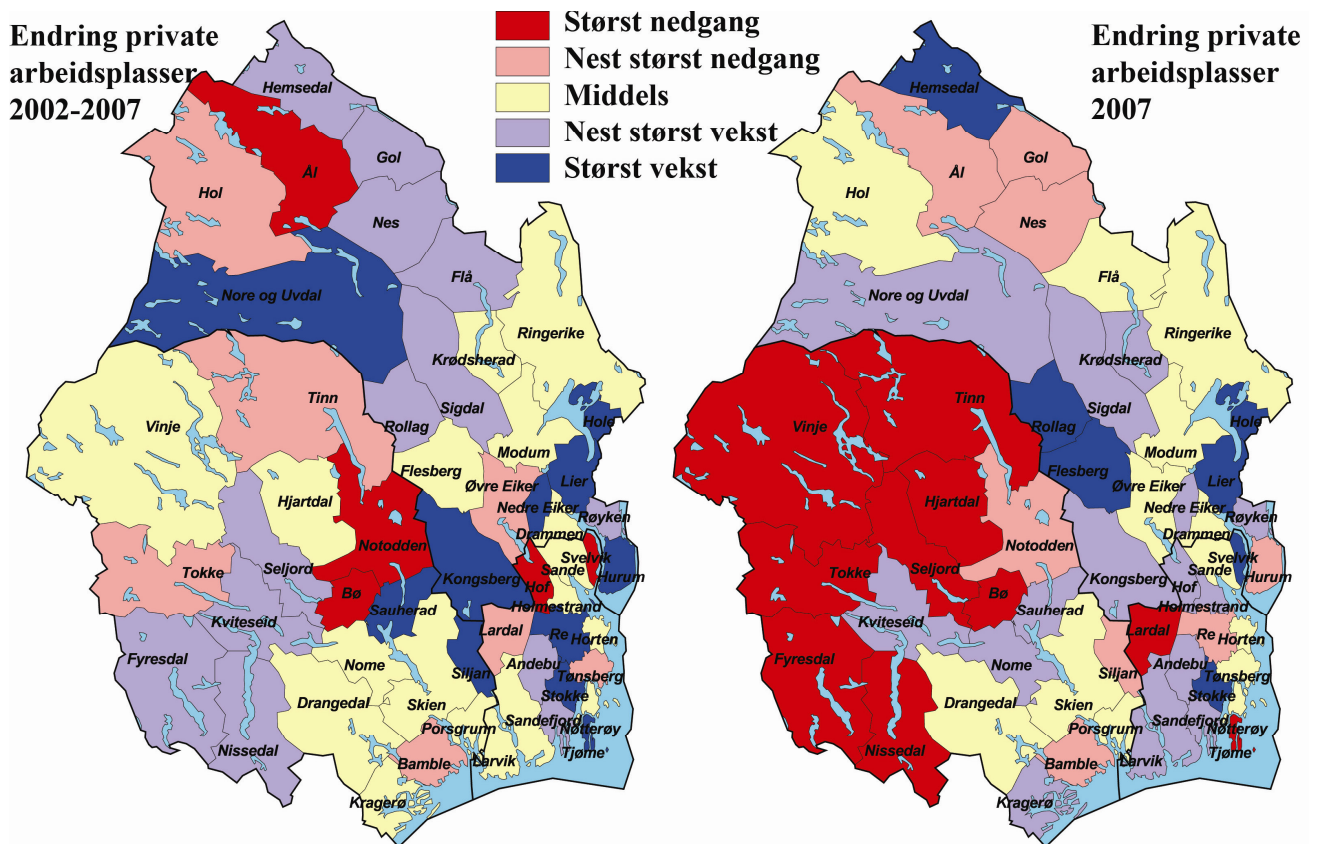 Endring private
arbeidsplasser
2002-2007
Størst nedgang
Nest størst nedgang
Middels
Nest størst vekst
Størst vekst
Endring private
arbeidsplasser
2007
Hemsedal
Gol
Ål
Hol
Nes
Flå
Nore og Uvdal
Ringerike
Krødsherad
Tinn
Sigdal
Hole
Vinje
Rollag
Modum
Flesberg
Lier
Øvre Eiker
Hjartdal
Nedre Eiker
Røyken
Drammen
Notodden
Svelvik
Sande
Tokke
Seljord
Kongsberg
Hurum
Hof
Bø
Sauherad
Holmestrand
Kviteseid
Lardal
Re
Horten
Fyresdal
Nome
Andebu
Siljan
Tønsberg
Drangedal
Stokke
Skien
Sandefjord
Porsgrunn
Nøtterøy
Nissedal
Tjøme
Bamble
Larvik
Kragerø
Hemsedal
Gol
Ål
Hol
Nes
Flå
Nore og Uvdal
Ringerike
Krødsherad
Tinn
Sigdal
Hole
Vinje
Rollag
Modum
Flesberg
Lier
Øvre Eiker
Hjartdal
Nedre Eiker
Røyken
Drammen
Notodden
Svelvik
Sande
Tokke
Seljord
Kongsberg
Hurum
Hof
Bø
Sauherad
Holmestrand
Kviteseid
Lardal
Re
Horten
Fyresdal
Nome
Andebu
Siljan
Tønsberg
Drangedal
Stokke
Skien
Sandefjord
Porsgrunn
Nøtterøy
Nissedal
Tjøme
Bamble
Larvik
Kragerø